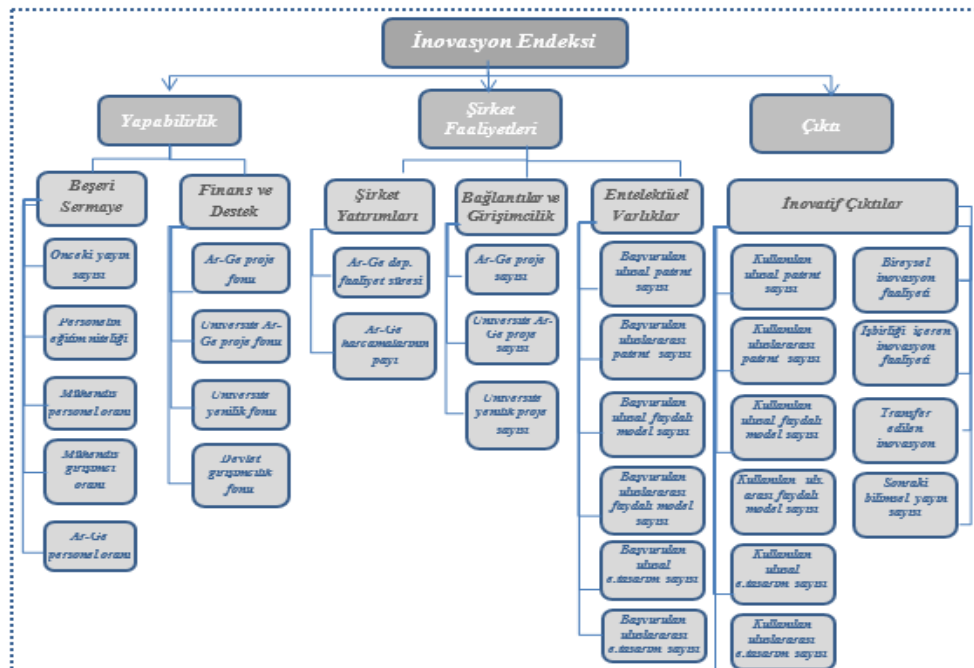 İnovasyon Endeksi
Yapabilirlik
Şirket
Faaliyetleri
Çıktı
Beşeri
Sermaye
Finans ve
Destek
Şirket
Yatırımları
Bağlantılar ve
Girişimcilik
Entelektüel
Varlıklar
İnovatif Çıktılar
Önceki yayın
sayısı
Personelin
eğitim niteliği
Mühendis
personel oranı
Mühendis
girişimci
oranı
Ar-Ge
personel oranı
Ar-Ge proje
fonu
Üniversite Ar-
Ge proje fonu
Üniversite
yenilik fonu
Devlet
girişimcilik
fonu
Ar-Ge dep.
faaliyet süresi
Ar-Ge
harcamalarının
payı
Ar-Ge proje
sayısı
Üniversite Ar-
Ge proje
sayısı
Üniversite
yenilik proje
sayısı
Başvurulan
ulusal patent
sayısı
Başvurulan
uluslararası
patent sayısı
Başvurulan
ulusal faydalı
model sayısı
Başvurulan
uluslararası
faydalı model
sayısı
Başvurulan
ulusal
e.tasarım sayısı
Başvurulan
uluslararası
e.tasarım sayısı
Kullanılan
ulusal patent
sayısı
Kullanılan
uluslararası
patent sayısı
Kullanılan
ulusal faydalı
model sayısı
Kullanılan ulx.
arası faydalı
model sayısı
Kullanılan
ulusal
e.tasarım sayısı
Kullanılan
uluslararası
e.tasarım sayısı
Bireysel
inovasyon
faaliyeti
İşbirliği içeren
inovasyon
faaliyeti
Transfer
edilen
inovasyon
Sonraki
bilimsel yayın
sayısı